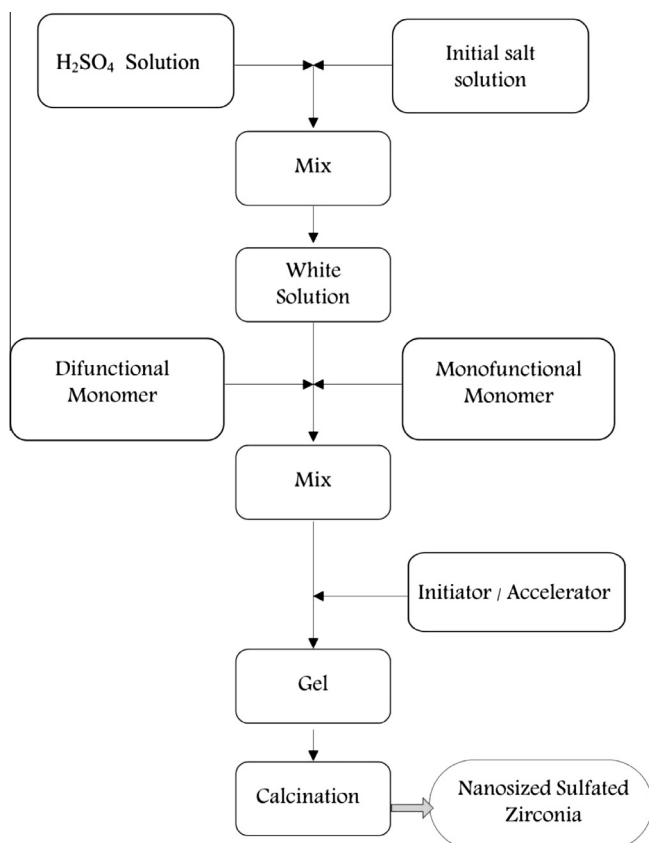 H₂SO₄ Solution
Initial salt
solution
Mix
White
Solution
Difunctional
Monomer
Monofunctional
Monomer
Mix
Initiator / Accelerator
Gel
Calcination
Nanosized Sulfated
Zirconia